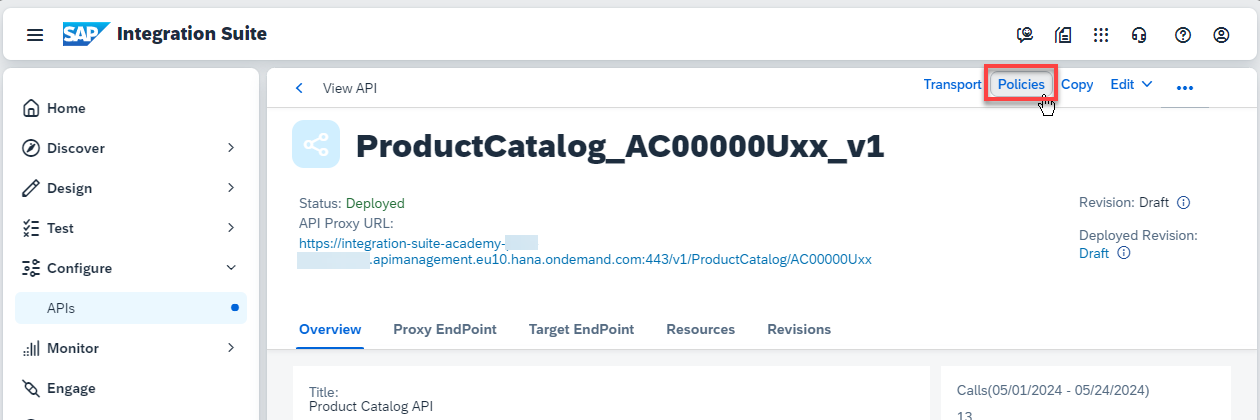 SAP Integration Suite
Home
Discover
Design
Test
Configure
APIs
Monitor
Engage
View API
Transport Policies Copy Edit
ProductCatalog_AC00000Uxx_v1
Status: Deployed
API Proxy URL:
https://integration-suite-academy-
.apimanagement.eu10.hana.ondemand.com:443/v1/ProductCatalog/AC00000Uxx
Revision: Draft
Deployed Revision:
Draft
Overview Proxy EndPoint Target EndPoint Resources Revisions
Title:
Product Catalog API
Calls(05/01/2024 - 05/24/2024)
13